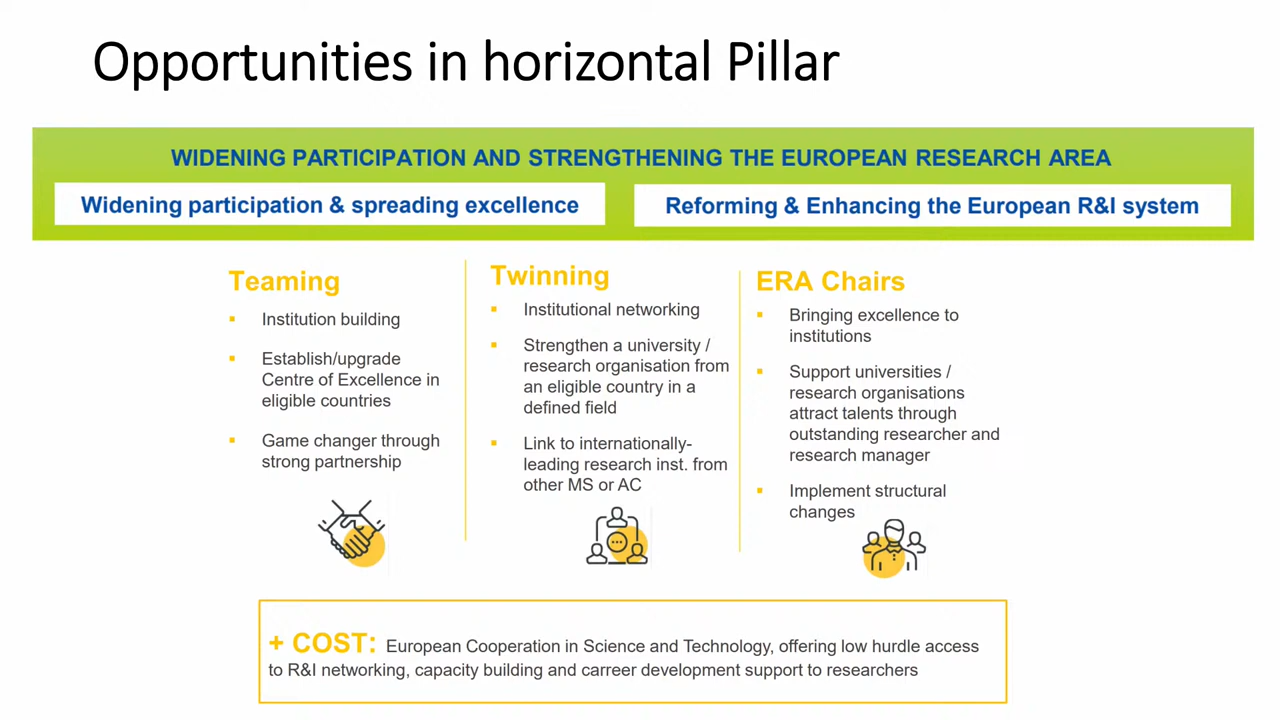 Opportunities in horizontal Pillar
WIDENING PARTICIPATION AND STRENGTHENING THE EUROPEAN RESEARCH AREA
Widening participation & spreading excellence
Reforming & Enhancing the European R&I system
Teaming
Institution building
Establish/upgrade
Centre of Excellence in
eligible countries
Game changer through
strong partnership
Twinning
Institutional networking
Strengthen a university /
research organisation from
an eligible country in a
defined field
Link to internationally-
leading research inst. from
other MS or AC
ERA Chairs
Bringing excellence to
institutions
Support universities /
research organisations
attract talents through
outstanding researcher and
research manager
Implement structural
changes
+ COST: European Cooperation in Science and Technology, offering low hurdle access
to R&I networking, capacity building and carreer development support to researchers